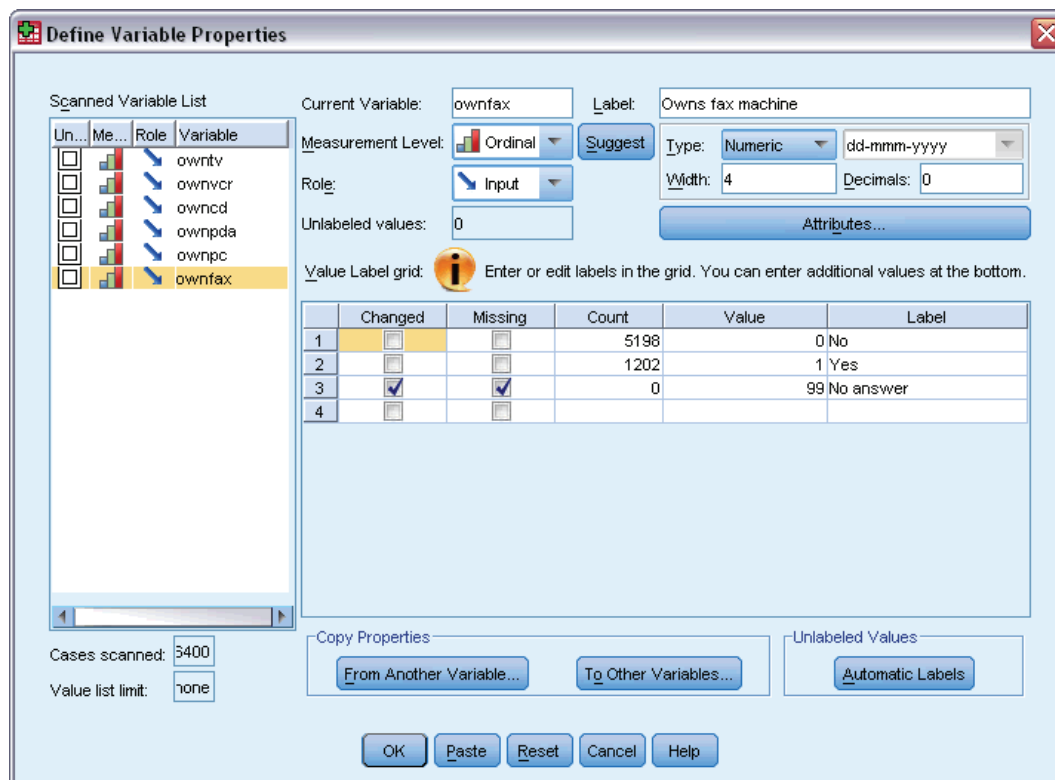 Define Variable Properties
Scanned Variable List
Un... Me... Role Variable
owntv
ownvcr
owncd
ownpda
ownpc
ownfax
Cases scanned: 6400
Value list limit: none
Current Variable: ownfax Label: Owns fax machine
Measurement Level: Ordinal Suggest Type: Numeric dd-mmm-yyyy
Role: Input Width: 4 Decimals: 0
Unlabeled values: 0 Attributes...
Value Label grid: i Enter or edit labels in the grid. You can enter additional values at the bottom.
Changed Missing Count Value Label
1 5198 0 No
2 1202 1 Yes
3 0 99 No answer
4
Copy Properties
From Another Variable... To Other Variables...
Unlabeled Values
Automatic Labels
OK Paste Reset Cancel Help